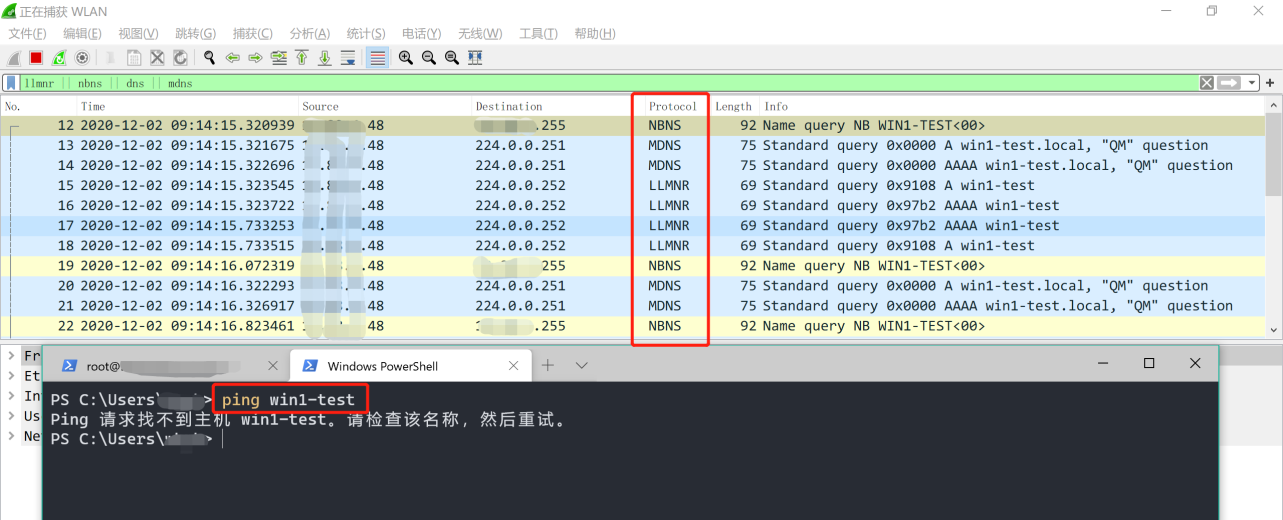 正在捕获 WLAN
文件(F) 编辑(E) 视图(V) 跳转(G) 捕获(C) 分析(A) 统计(S) 电话(Y) 无线(W) 工具(T) 帮助(H)
llmnr || nbns || dns || mdns
No. Time Source Destination Protocol Length Info
12 2020-12-02 09:14:15.320939 .48 .255 NBNS 92 Name query NB WIN1-TEST<00>
13 2020-12-02 09:14:15.321675 .48 224.0.0.251 MDNS 75 Standard query 0x0000 A win1-test.local, "QM" question
14 2020-12-02 09:14:15.322696 .48 224.0.0.251 MDNS 75 Standard query 0x0000 AAAA win1-test.local, "QM" question
15 2020-12-02 09:14:15.323545 .48 224.0.0.252 LLMNR 69 Standard query 0x9108 A win1-test
16 2020-12-02 09:14:15.323722 .48 224.0.0.252 LLMNR 69 Standard query 0x97b2 AAAA win1-test
17 2020-12-02 09:14:15.733253 .48 224.0.0.252 LLMNR 69 Standard query 0x97b2 AAAA win1-test
18 2020-12-02 09:14:15.733515 .48 224.0.0.252 LLMNR 69 Standard query 0x9108 A win1-test
19 2020-12-02 09:14:16.072319 .48 .255 NBNS 92 Name query NB WIN1-TEST<00>
20 2020-12-02 09:14:16.322293 .48 224.0.0.251 MDNS 75 Standard query 0x0000 A win1-test.local, "QM" question
21 2020-12-02 09:14:16.326917 .48 224.0.0.251 MDNS 75 Standard query 0x0000 AAAA win1-test.local, "QM" question
22 2020-12-02 09:14:16.823461 .48 .255 NBNS 92 Name query NB WIN1-TEST<00>
Fr
Et
In
Us
Ne
root@ Windows PowerShell
PS C:\Users\ > ping win1-test
Ping 请求找不到主机 win1-test。请检查该名称，然后重试。
PS C:\Users\ >